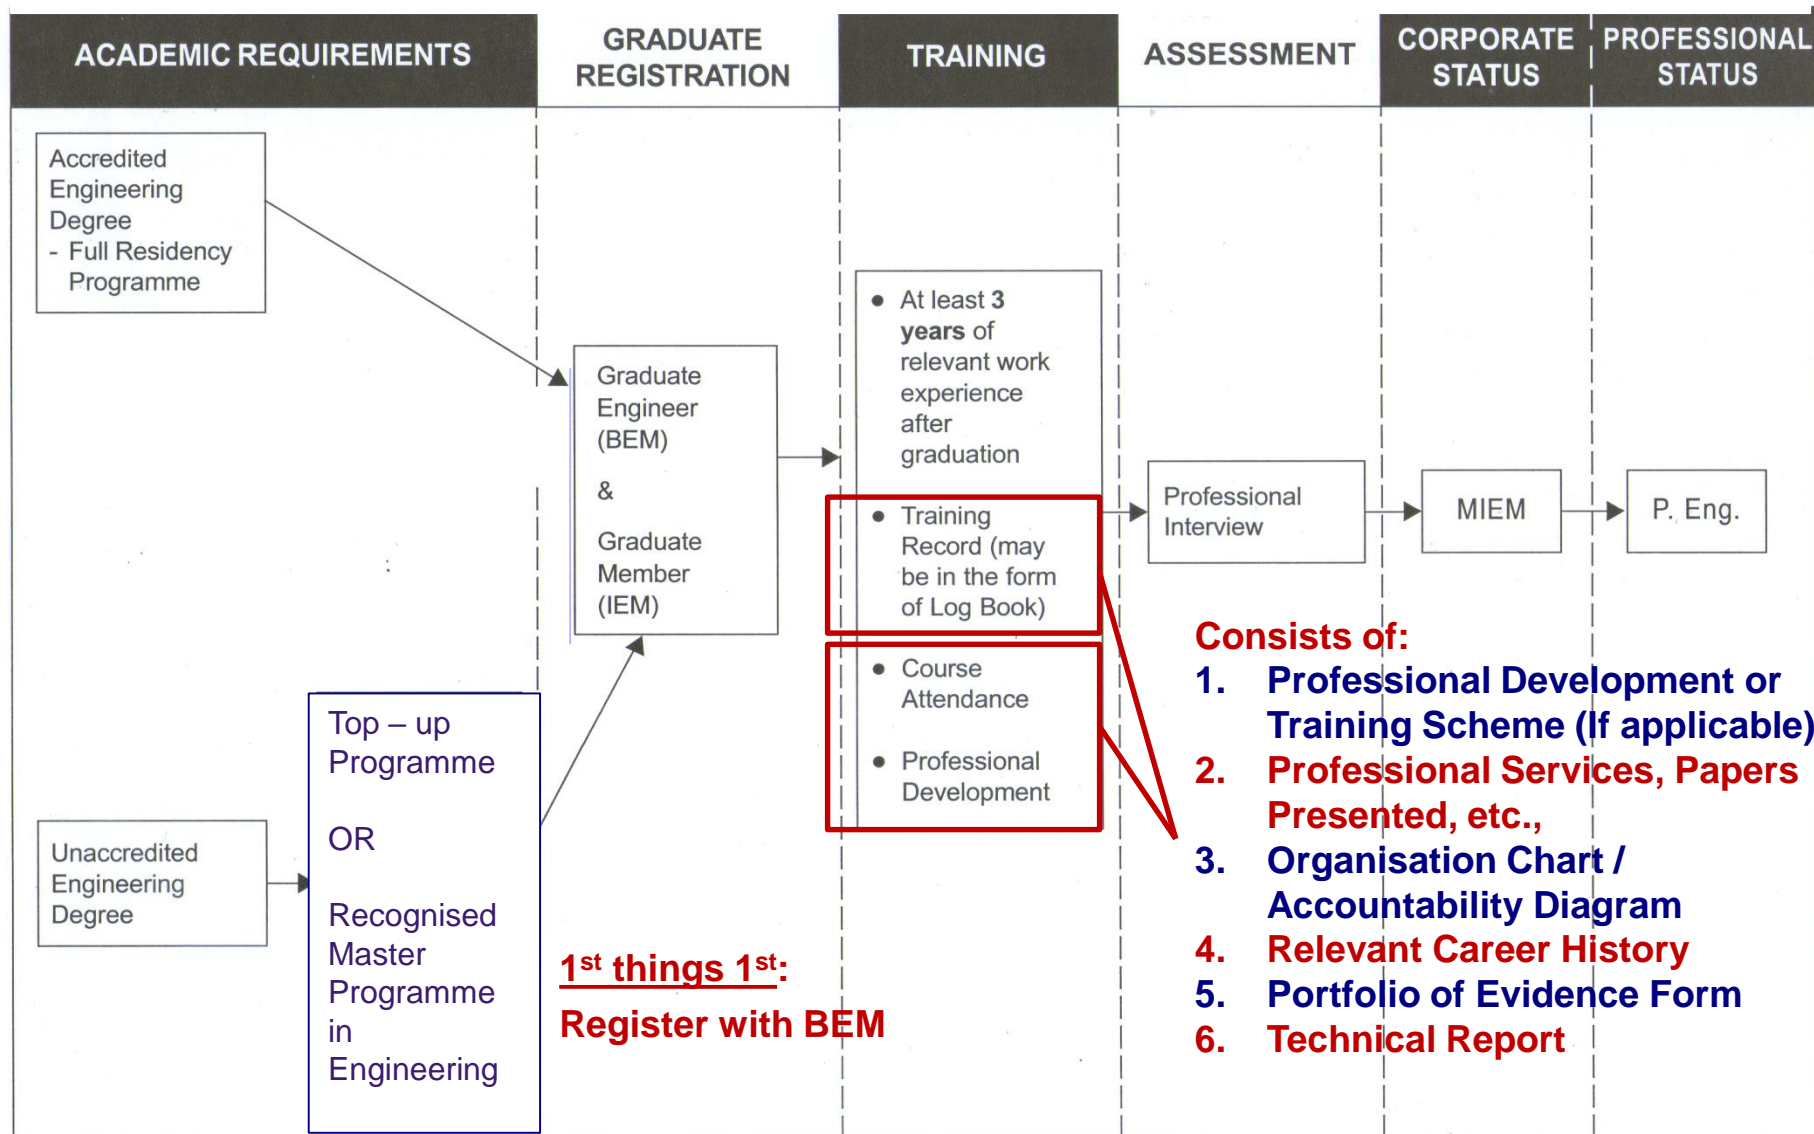 ACADEMIC REQUIREMENTS
GRADUATE
REGISTRATION
TRAINING
ASSESSMENT
CORPORATE
STATUS
PROFESSIONAL
STATUS
Accredited
Engineering
Degree
- Full Residency
Programme
Graduate
Engineer
(BEM)
&
Graduate
Member
(IEM)
● At least 3
years of
relevant work
experience
after
graduation
● Training
Record (may
be in the form
of Log Book)
● Course
Attendance
● Professional
Development
Professional
Interview
MIEM
P. Eng.
Unaccredited
Engineering
Degree
Top – up
Programme
OR
Recognised
Master
Programme
in
Engineering
1st things 1st:
Register with BEM
Consists of:
1. Professional Development or
Training Scheme (If applicable)
2. Professional Services, Papers
Presented, etc.,
3. Organisation Chart /
Accountability Diagram
4. Relevant Career History
5. Portfolio of Evidence Form
6. Technical Report